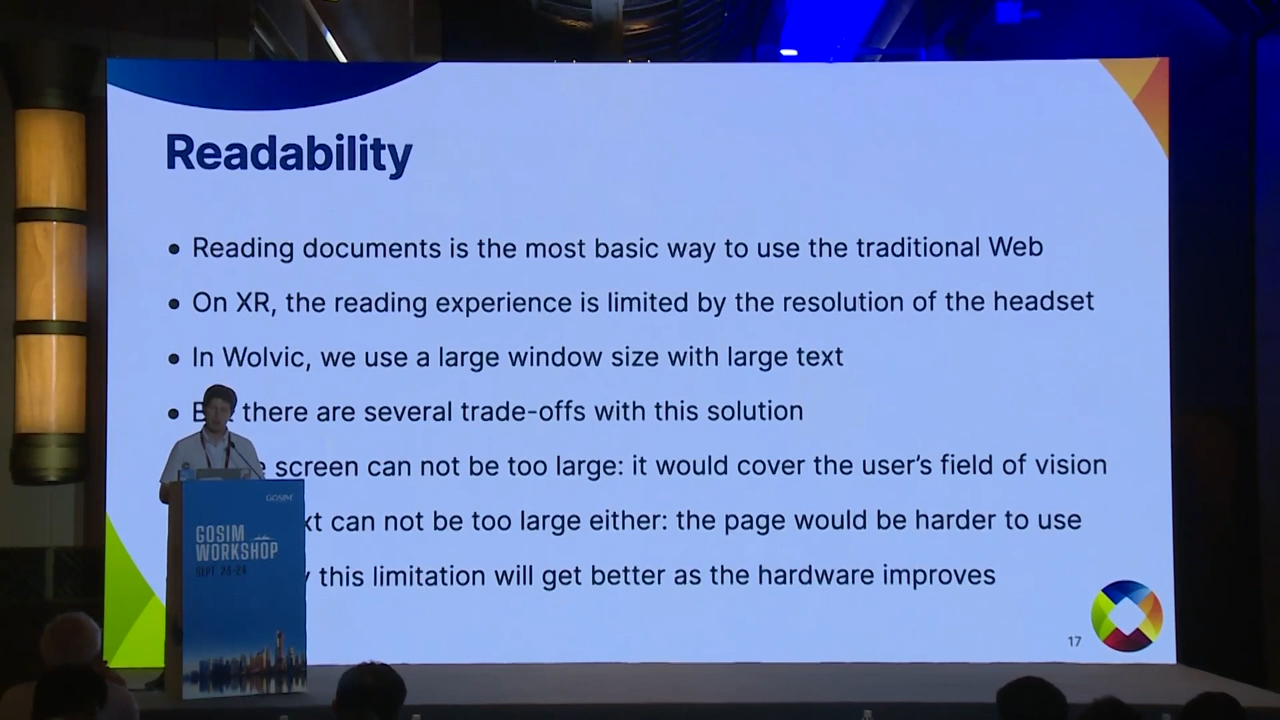 Readability
• Reading documents is the most basic way to use the traditional Web
• On XR, the reading experience is limited by the resolution of the headset
• In Wolvic, we use a large window size with large text
• there are several trade-offs with this solution
screen can not be too large: it would cover the user's field of vision
can not be too large either: the page would be harder to use
this limitation will get better as the hardware improves
17
GOSIM
GOSIM
WORKSHOP
SEPT. 23-24